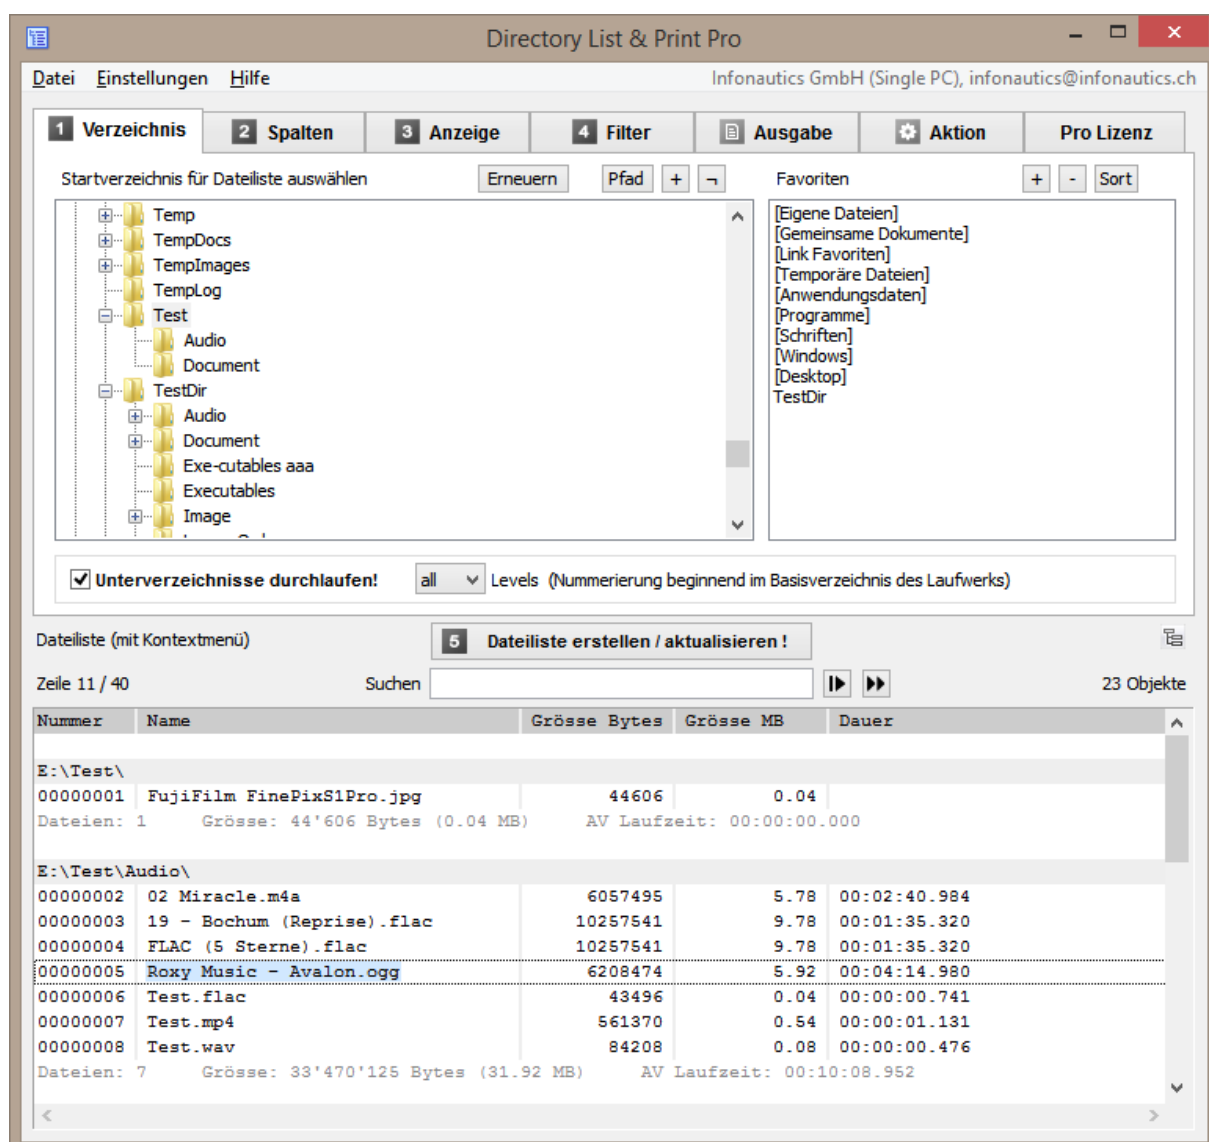 Directory List & Print Pro
Datei Einstellungen Hilfe Infonautics GmbH (Single PC), infonautics@infonautics.ch
1 Verzeichnis 2 Spalten 3 Anzeige 4 Filter Ausgabe Aktion Pro Lizenz
Startverzeichnis für Dateiliste auswählen Erneuern Pfad + ¬ Favoriten + - Sort
Temp
TempDocs
TempImages
TempLog
Test
Audio
Document
TestDir
Audio
Document
Exe-cutables aaa
Executables
Image
[Eigene Dateien]
[Gemeinsame Dokumente]
[Link Favoriten]
[Temporäre Dateien]
[Anwendungsdaten]
[Programme]
[Schriften]
[Windows]
[Desktop]
TestDir
Unterverzeichnisse durchlaufen! all Levels (Nummerierung beginnend im Basisverzeichnis des Laufwerks)
Dateiliste (mit Kontextmenü) 5 Dateiliste erstellen / aktualisieren !
Zeile 11 / 40 Suchen 23 Objekte
Nummer Name Grösse Bytes Grösse MB Dauer
E:\Test\
00000001 FujiFilm FinePixS1Pro.jpg 44606 0.04
Dateien: 1 Grösse: 44'606 Bytes (0.04 MB) AV Laufzeit: 00:00:00.000
E:\Test\Audio\
00000002 02 Miracle.m4a 6057495 5.78 00:02:40.984
00000003 19 - Bochum (Reprise).flac 10257541 9.78 00:01:35.320
00000004 FLAC (5 Sterne).flac 10257541 9.78 00:01:35.320
00000005 Roxy Music - Avalon.ogg 6208474 5.92 00:04:14.980
00000006 Test.flac 43496 0.04 00:00:00.741
00000007 Test.mp4 561370 0.54 00:00:01.131
00000008 Test.wav 84208 0.08 00:00:00.476
Dateien: 7 Grösse: 33'470'125 Bytes (31.92 MB) AV Laufzeit: 00:10:08.952